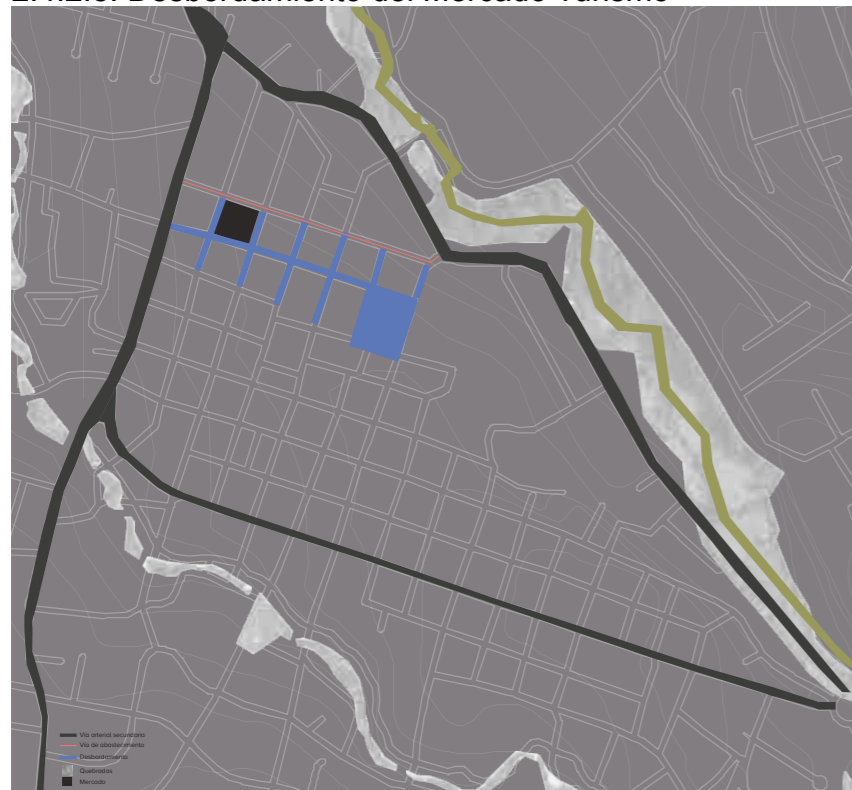 Desbordamiento del Mercado
Vía arterial secundaria
Vía de abastecimiento
Desbordamiento
Quebradas
Mercado